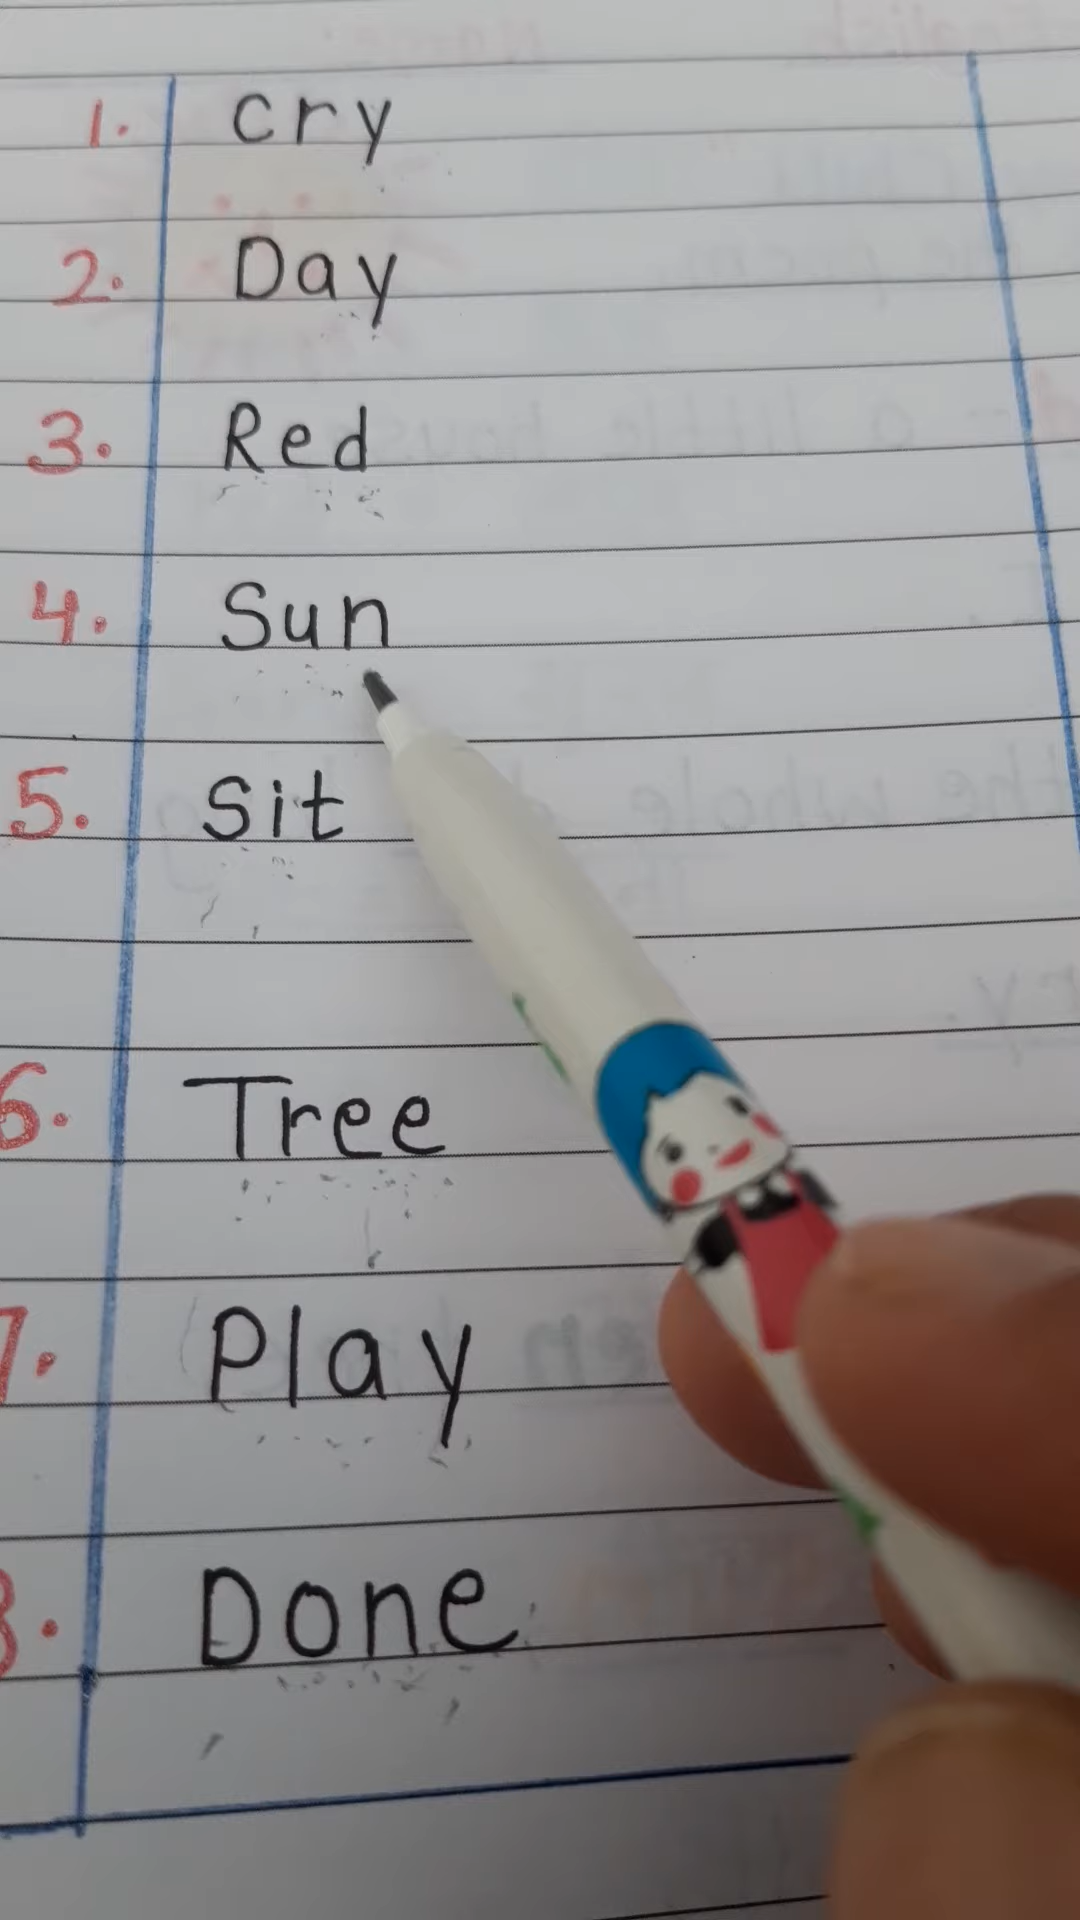 1. cry
2. Day
3. Red
4. Sun
5. Sit
6. Tree
7. Play
8. Done